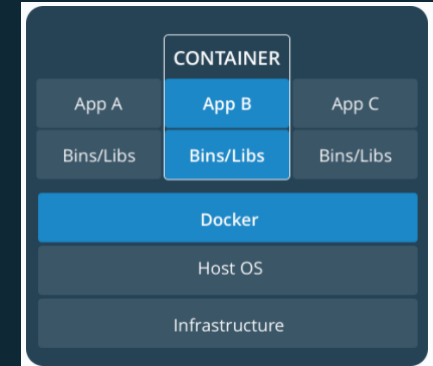 CONTAINER
App A App B App C
Bins/Libs Bins/Libs Bins/Libs
Docker
Host OS
Infrastructure